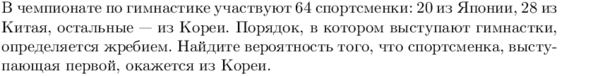 В чемпионате по гимнастике участвуют 64 спортсменки: 20 из Японии, 28 из
Китая, остальные — из Кореи. Порядок, в котором выступают гимнастки,
определяется жребием. Найдите вероятность того, что спортсменка, высту-
пающая первой, окажется из Кореи.